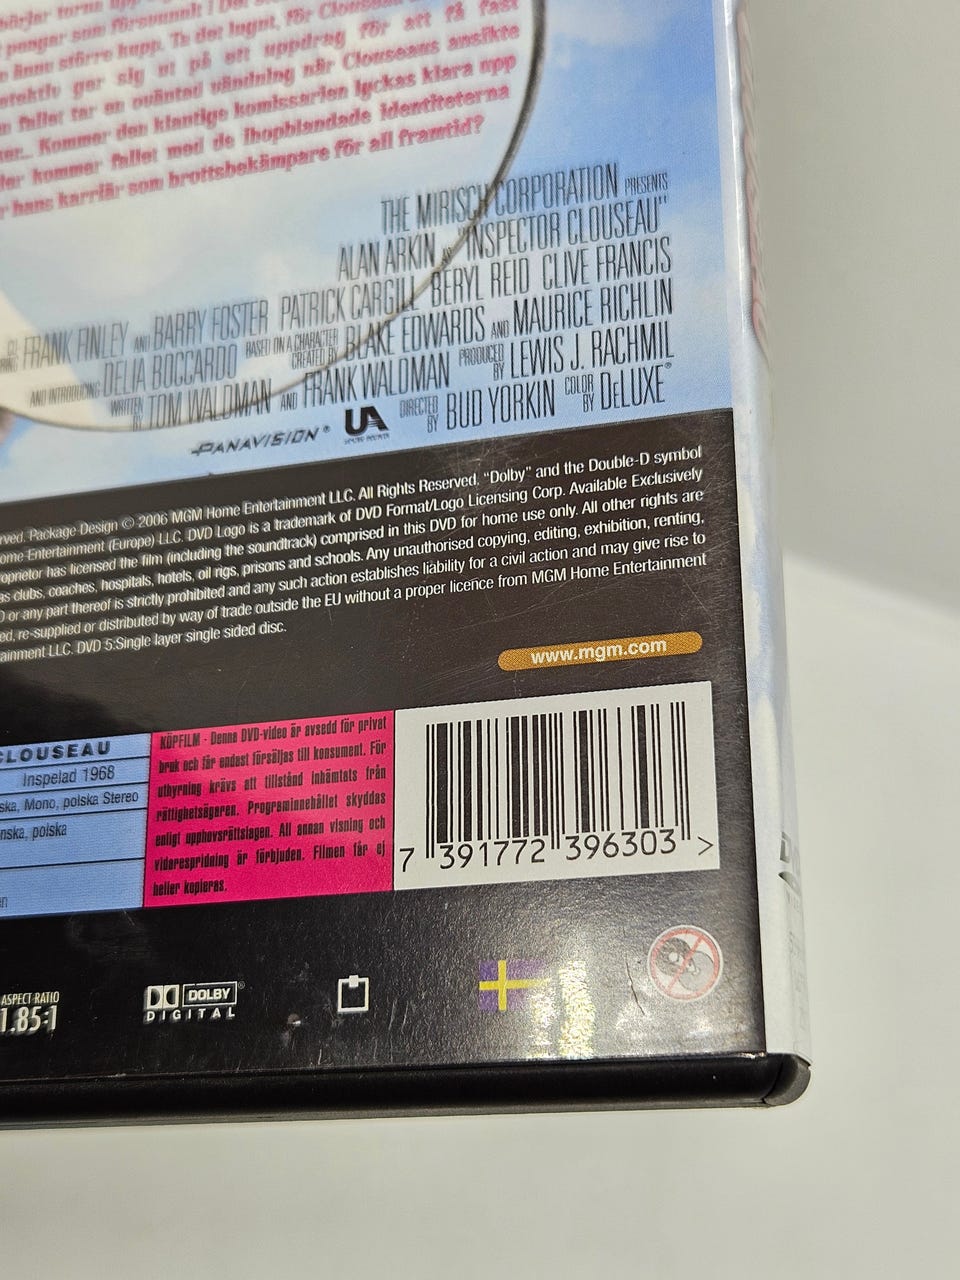 pengar som försvunnit
ännu större kupp. Ta det lugnt, för Clouseau
ger sig ut på ett uppdrag för att få fast
fallet tar en oväntad vändning när Clouseaus ansikte
Kommer den klantige komissarien lyckas klara upp
kommer fallet med de ihopblandade identiteterna
hans karriär som brottsbekämpare för all framtid?
THE MIRISCH CORPORATION PRESENTS
ALAN ARKIN IS "INSPECTOR CLOUSEAU"
FRANK FINLEY AND BARRY FOSTER PATRICK CARGILL BERYL REID CLIVE FRANCIS
AND INTRODUCING DELIA BOCCARDO BASED ON A CHARACTER CREATED BY BLAKE EDWARDS AND MAURICE RICHLIN
WRITTEN BY TOM WALDMAN AND FRANK WALDMAN PRODUCED BY LEWIS J. RACHMIL
PANAVISION® UA DIRECTED BY BUD YORKIN COLOR BY DELUXE®
rved. Package Design © 2006 MGM Home Entertainment LLC. All Rights Reserved. "Dolby" and the Double-D symbol
ome Entertainment (Europe) LLC. DVD Logo is a trademark of DVD Format/Logo Licensing Corp. Available Exclusively
oprietor has licensed the film (including the soundtrack) comprised in this DVD for home use only. All other rights are
as clubs, coaches, hospitals, hotels, oil rigs, prisons and schools. Any unauthorised copying, editing, exhibition, renting,
D or any part thereof is strictly prohibited and any such action establishes liability for a civil action and may give rise to
ed, re-supplied or distributed by way of trade outside the EU without a proper licence from MGM Home Entertainment
ainment LLC. DVD 5:Single layer single sided disc.
www.mgm.com
CLOUSEAU
Inspelad 1968
ska, Mono, polska Stereo
nska, polska
en
KÖPFILM - Denna DVD-video är avsedd för privat
bruk och får endast försäljas till konsument. För
uthyrning krävs att tillstånd inhämtats från
rättighetsägaren. Programinnehållet skyddas
enligt upphovsrättslagen. All annan visning och
vidarespridning är förbjuden. Filmen får ej
heller kopieras.
7 391772 396303 >
ASPECT RATIO
1.85:1
DOLBY®
DIGITAL